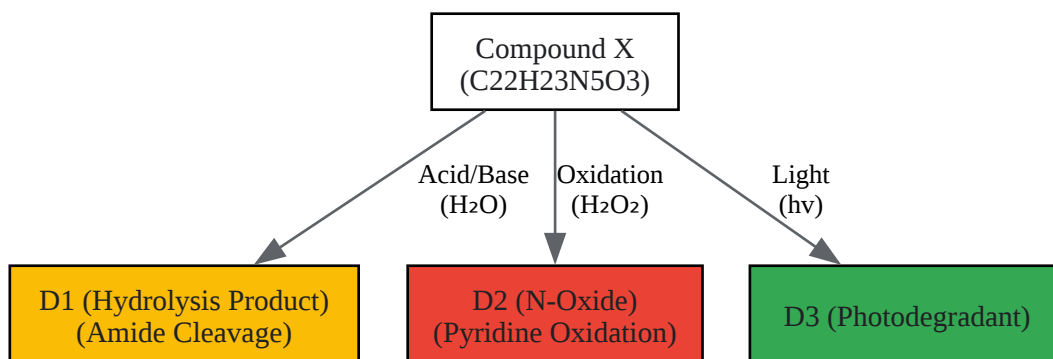 Compound X
(C22H23N5O3)
Acid/Base
(H₂O)
Oxidation
(H₂O₂)
Light
(hv)
D1 (Hydrolysis Product)
(Amide Cleavage)
D2 (N-Oxide)
(Pyridine Oxidation)
D3 (Photodegradant)